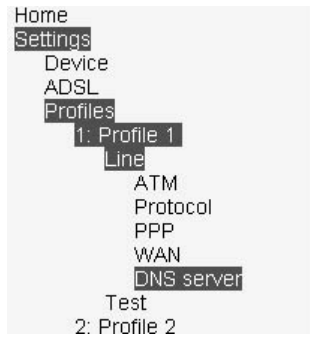 Home
Settings
Device
ADSL
Profiles
1: Profile 1
Line
ATM
Protocol
PPP
WAN
DNS server
Test
2: Profile 2